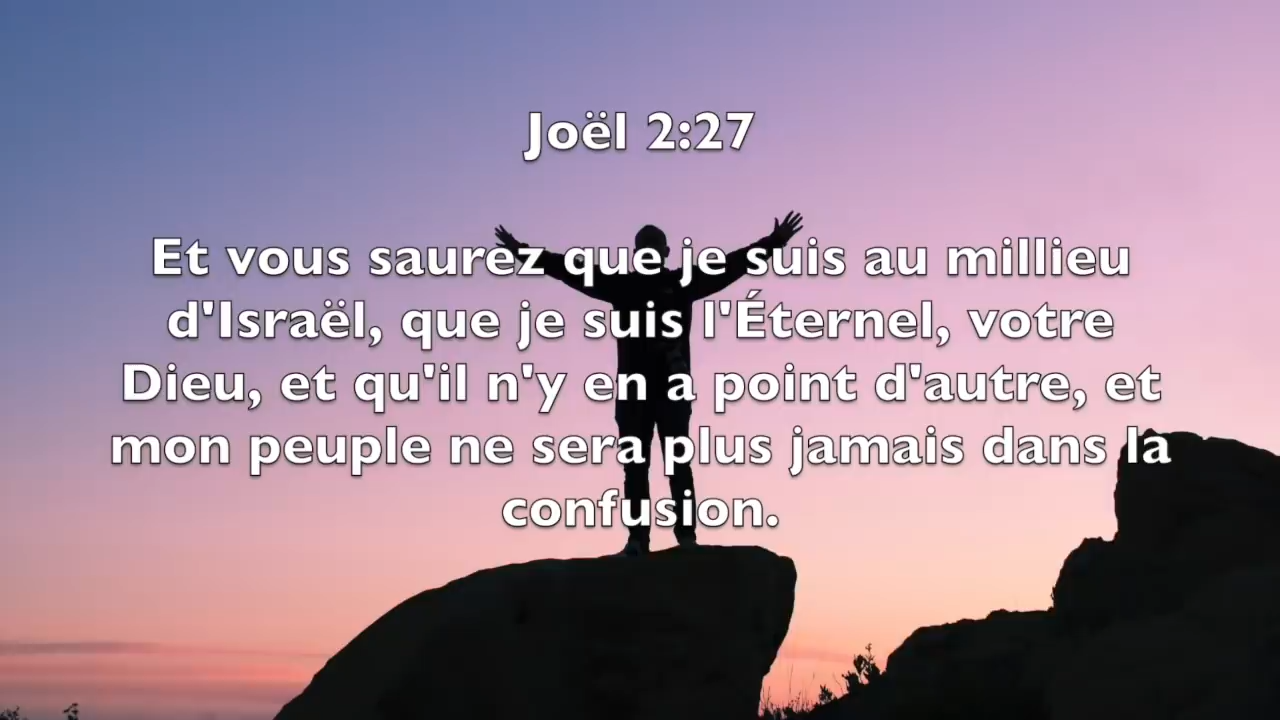 Joël 2:27
Et vous saurez que je suis au millieu
d'Israël, que je suis l'Éternel, votre
Dieu, et qu'il n'y en a point d'autre, et
mon peuple ne sera plus jamais dans la
confusion.